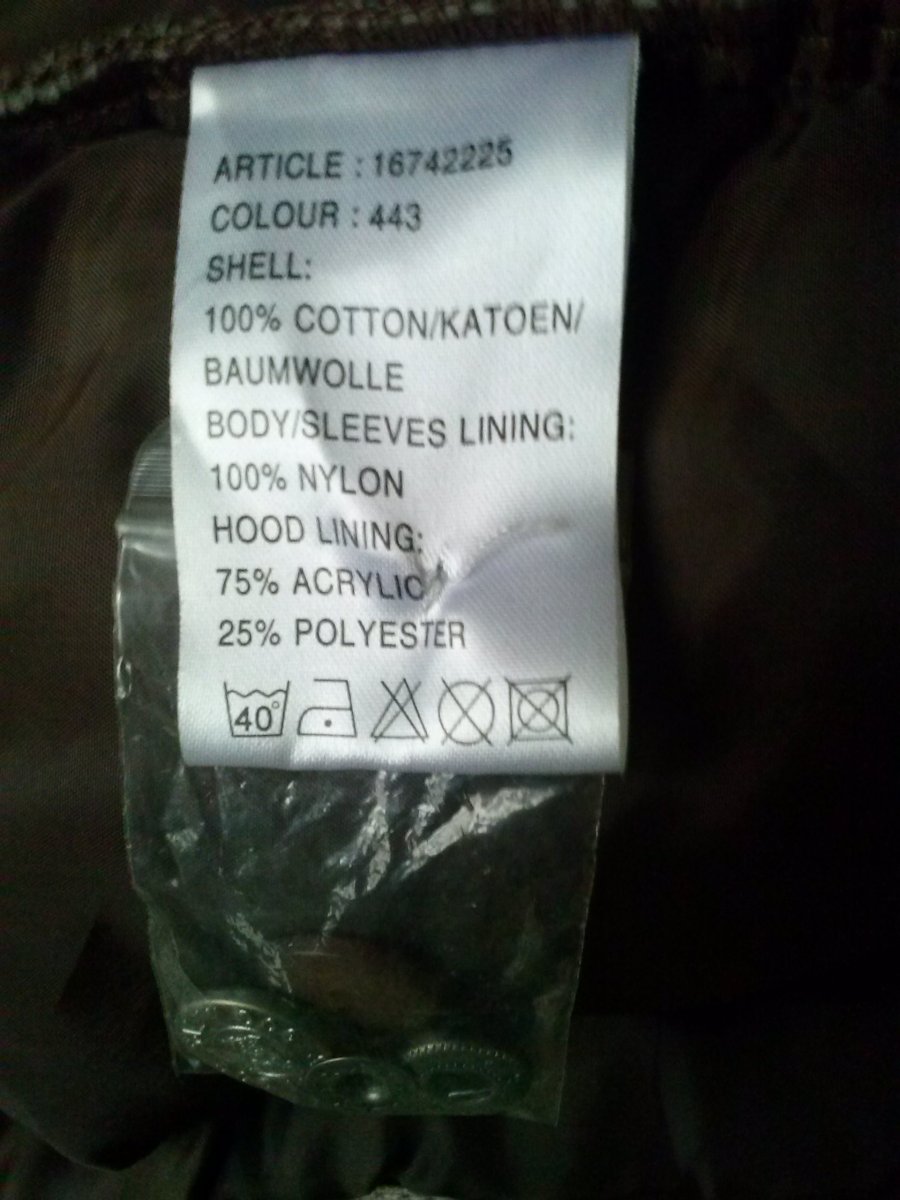 ARTICLE : 16742225
COLOUR : 443
SHELL:
100% COTTON/KATOEN/
BAUMWOLLE
BODY/SLEEVES LINING:
100% NYLON
HOOD LINING:
75% ACRYLIC
25% POLYESTER
40°